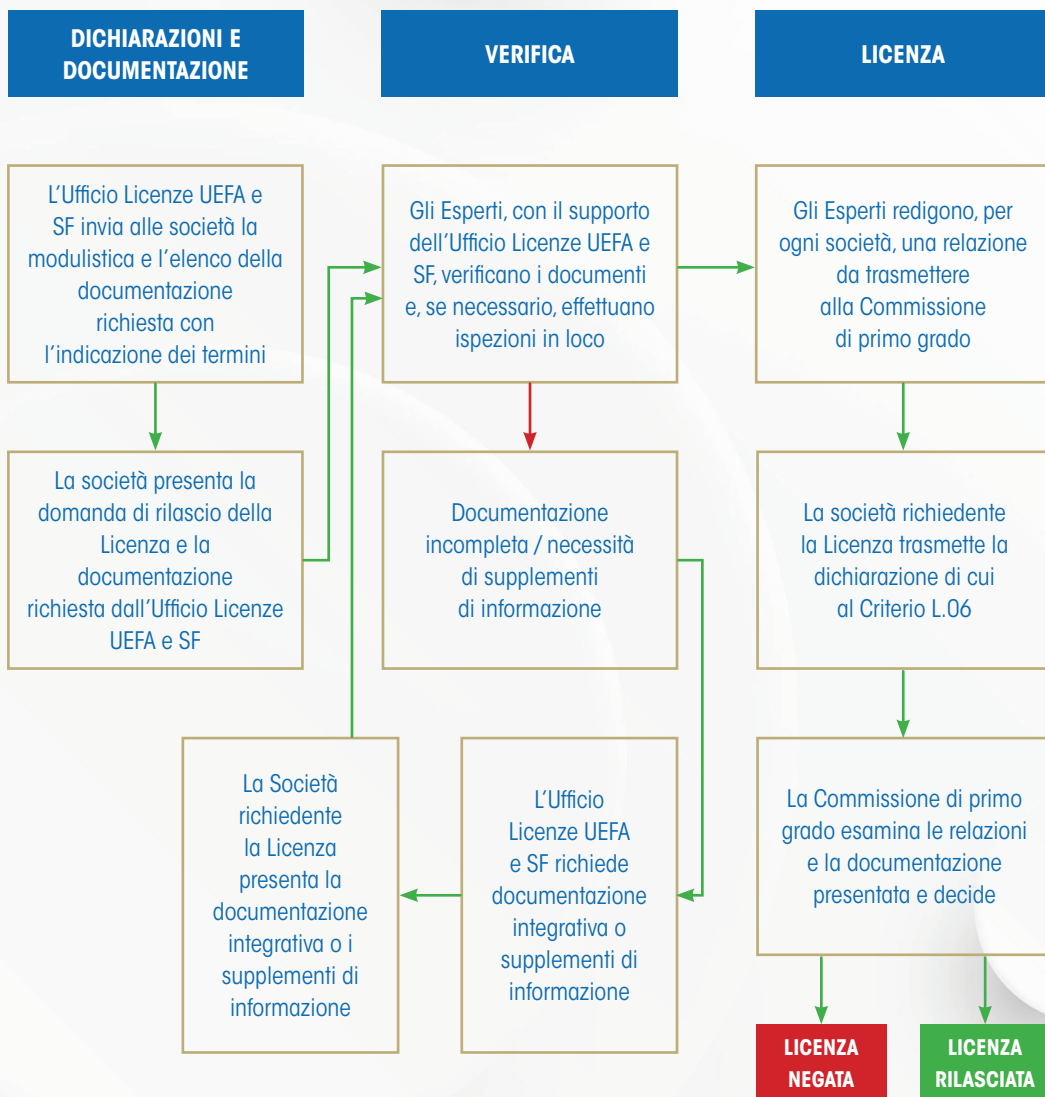 DICHIARAZIONI E
DOCUMENTAZIONE
VERIFICA
LICENZA
L'Ufficio Licenze UEFA e
SF invia alle società la
modulistica e l'elenco della
documentazione
richiesta con
l'indicazione dei termini
Gli Esperti, con il supporto
dell'Ufficio Licenze UEFA e
SF, verificano i documenti
e, se necessario, effettuano
ispezioni in loco
Gli Esperti redigono, per
ogni società, una relazione
da trasmettere
alla Commissione
di primo grado
La società presenta la
domanda di rilascio della
Licenza e la
documentazione
richiesta dall'Ufficio Licenze
UEFA e SF
Documentazione
incompleta / necessità
di supplementi
di informazione
La società richiedente
la Licenza trasmette la
dichiarazione di cui
al Criterio L.06
La Società
richiedente
la Licenza
presenta la
documentazione
integrativa o i
supplementi di
informazione
L'Ufficio
Licenze UEFA
e SF richiede
documentazione
integrativa o
supplementi di
informazione
La Commissione di primo
grado esamina le relazioni
e la documentazione
presentata e decide
LICENZA
NEGATA
LICENZA
RILASCIATA